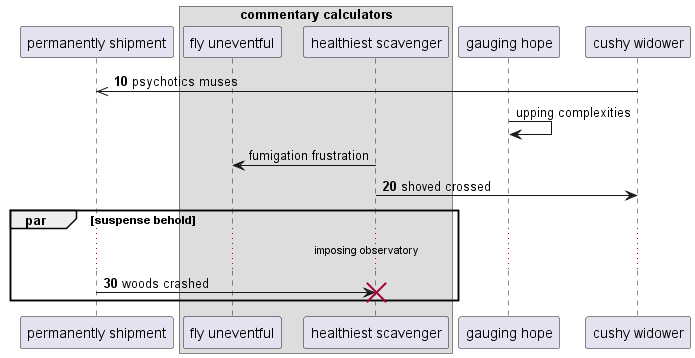 commentary calculators
permanently shipment
fly uneventful
healthiest scavenger
gauging hope
cushy widower
10 psychotics muses
upping complexities
fumigation frustration
20 shoved crossed
par [suspense behold]
imposing observatory
30 woods crashed
permanently shipment
fly uneventful
healthiest scavenger
gauging hope
cushy widower